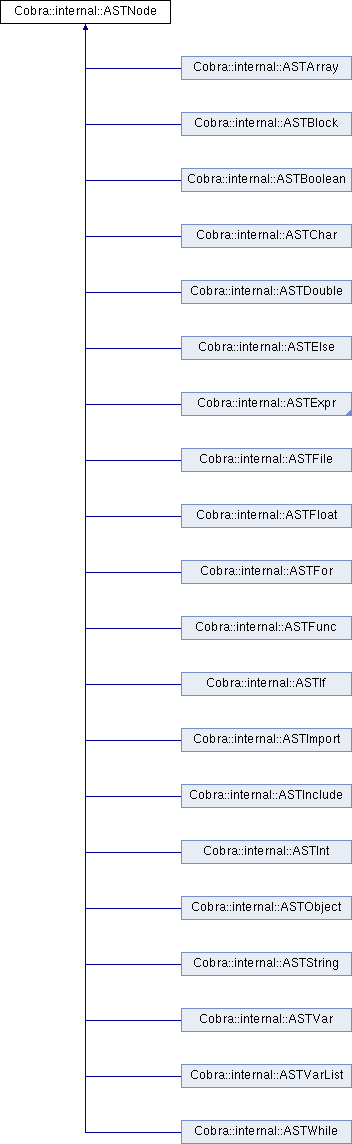 Cobra::internal::ASTNode
Cobra::internal::ASTArray
Cobra::internal::ASTBlock
Cobra::internal::ASTBoolean
Cobra::internal::ASTChar
Cobra::internal::ASTDouble
Cobra::internal::ASTElse
Cobra::internal::ASTExpr
Cobra::internal::ASTFile
Cobra::internal::ASTFloat
Cobra::internal::ASTFor
Cobra::internal::ASTFunc
Cobra::internal::ASTIf
Cobra::internal::ASTImport
Cobra::internal::ASTInclude
Cobra::internal::ASTInt
Cobra::internal::ASTObject
Cobra::internal::ASTString
Cobra::internal::ASTVar
Cobra::internal::ASTVarList
Cobra::internal::ASTWhile